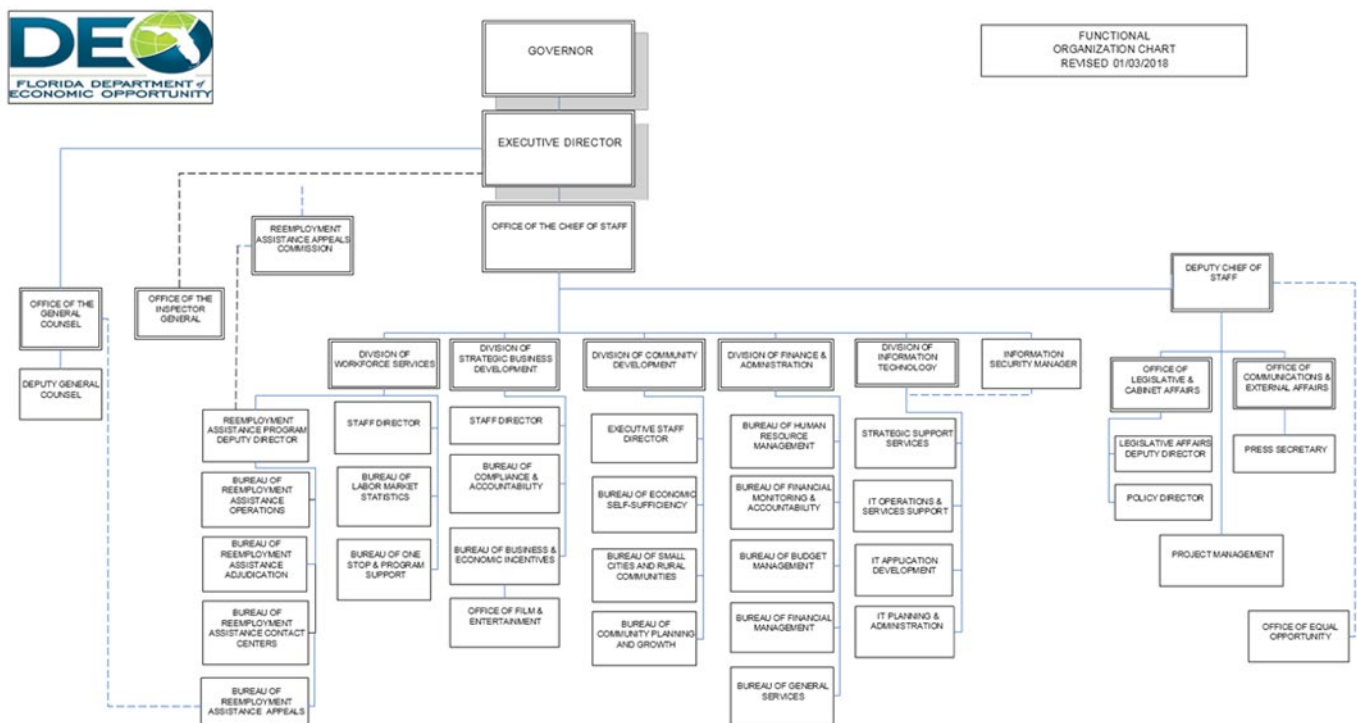 DEO
FLORIDA DEPARTMENT of
ECONOMIC OPPORTUNITY
GOVERNOR
FUNCTIONAL
ORGANIZATION CHART
REVISED 01/03/2018
EXECUTIVE DIRECTOR
OFFICE OF THE CHIEF OF STAFF
REEMPLOYMENT
ASSISTANCE APPEALS
COMMISSION
DEPUTY CHIEF OF
STAFF
OFFICE OF THE
GENERAL
COUNSEL
OFFICE OF THE
INSPECTOR
GENERAL
DEPUTY GENERAL
COUNSEL
DIVISION OF
WORKFORCE SERVICES
DIVISION OF
STRATEGIC BUSINESS
DEVELOPMENT
DIVISION OF COMMUNITY
DEVELOPMENT
DIVISION OF FINANCE &
ADMINISTRATION
DIVISION OF
INFORMATION
TECHNOLOGY
INFORMATION
SECURITY MANAGER
OFFICE OF
LEGISLATIVE &
CABINET AFFAIRS
OFFICE OF
COMMUNICATIONS &
EXTERNAL AFFAIRS
REEMPLOYMENT
ASSISTANCE PROGRAM
DEPUTY DIRECTOR
BUREAU OF
REEMPLOYMENT
ASSISTANCE
OPERATIONS
BUREAU OF
REEMPLOYMENT
ASSISTANCE
ADJUDICATION
BUREAU OF
REEMPLOYMENT
ASSISTANCE CONTACT
CENTERS
BUREAU OF
REEMPLOYMENT
ASSISTANCE APPEALS
STAFF DIRECTOR
BUREAU OF
LABOR MARKET
STATISTICS
BUREAU OF ONE
STOP & PROGRAM
SUPPORT
STAFF DIRECTOR
BUREAU OF
COMPLIANCE &
ACCOUNTABILITY
BUREAU OF BUSINESS &
ECONOMIC INCENTIVES
OFFICE OF FILM &
ENTERTAINMENT
EXECUTIVE STAFF
DIRECTOR
BUREAU OF ECONOMIC
SELF-SUFFICIENCY
BUREAU OF SMALL
CITIES AND RURAL
COMMUNITIES
BUREAU OF
COMMUNITY PLANNING
AND GROWTH
BUREAU OF HUMAN
RESOURCE
MANAGEMENT
BUREAU OF FINANCIAL
MONITORING &
ACCOUNTABILITY
BUREAU OF BUDGET
MANAGEMENT
BUREAU OF FINANCIAL
MANAGEMENT
BUREAU OF GENERAL
SERVICES
STRATEGIC SUPPORT
SERVICES
IT OPERATIONS &
SERVICES SUPPORT
IT APPLICATION
DEVELOPMENT
IT PLANNING &
ADMINISTRATION
LEGISLATIVE AFFAIRS
DEPUTY DIRECTOR
POLICY DIRECTOR
PRESS SECRETARY
PROJECT MANAGEMENT
OFFICE OF EQUAL
OPPORTUNITY